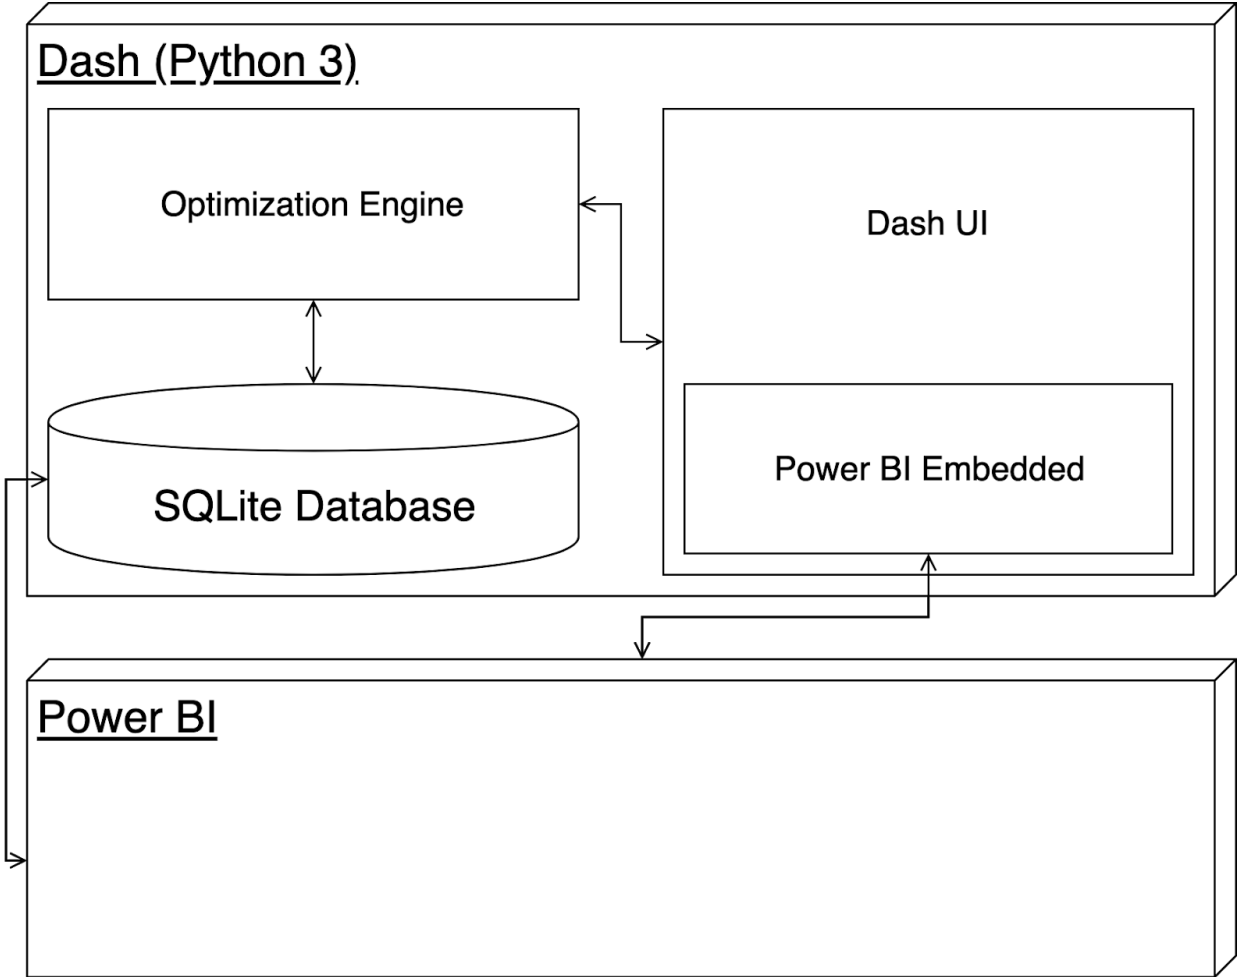 Dash (Python 3)
Optimization Engine
Dash UI
SQLite Database
Power BI Embedded
Power BI